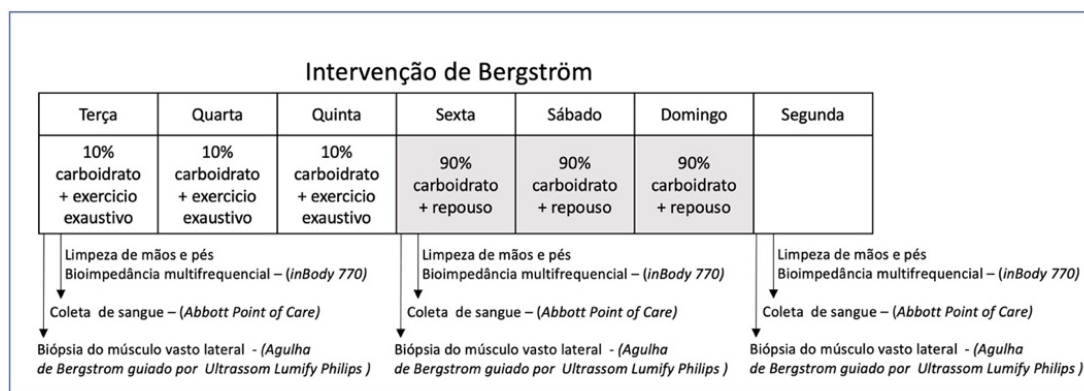 Intervenção de Bergström
Terça Quarta Quinta Sexta Sábado Domingo Segunda
10%
carboidrato
+ exercicio
exaustivo
10%
carboidrato
+ exercicio
exaustivo
10%
carboidrato
+ exercicio
exaustivo
90%
carboidrato
+ repouso
90%
carboidrato
+ repouso
90%
carboidrato
+ repouso
Limpeza de mãos e pés
Bioimpedância multifrequencial – (inBody 770)
Coleta de sangue – (Abbott Point of Care)
Biópsia do músculo vasto lateral - (Agulha
de Bergstrom guiado por Ultrassom Lumify Philips )
Limpeza de mãos e pés
Bioimpedância multifrequencial – (inBody 770)
Coleta de sangue – (Abbott Point of Care)
Biópsia do músculo vasto lateral - (Agulha
de Bergstrom guiado por Ultrassom Lumify Philips )
Limpeza de mãos e pés
Bioimpedância multifrequencial – (inBody 770)
Coleta de sangue – (Abbott Point of Care)
Biópsia do músculo vasto lateral - (Agulha
de Bergstrom guiado por Ultrassom Lumify Philips )